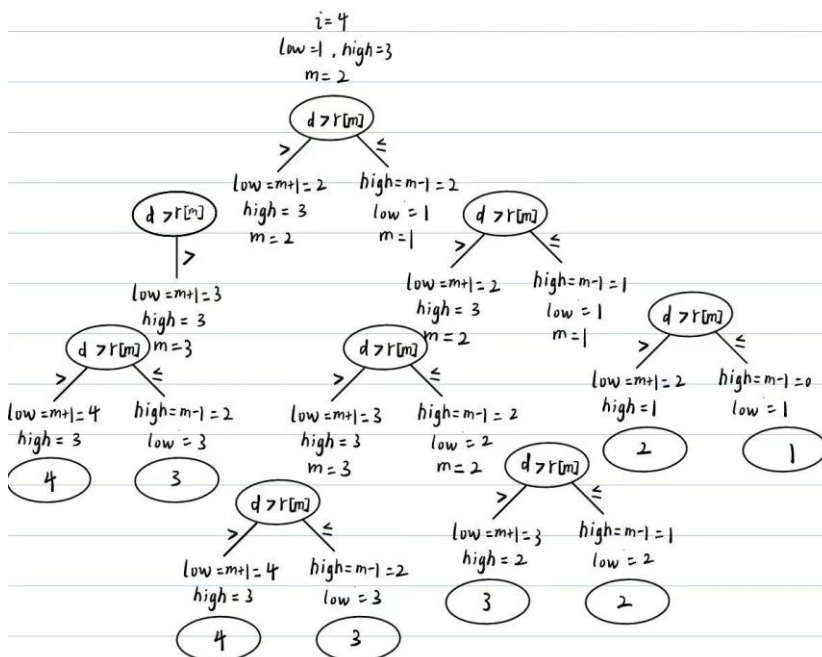 i=4
low=1, high=3
m=2
d>r[m]
> ≤
low=m+1=2 high=m-1=2
d>r[m] high=3 low=1 d>r[m]
m=2 m=1
> > ≤
low=m+1=3 low=m+1=2 high=m-1=1
high=3 high=3 low=1 d>r[m]
d>r[m] m=3 d>r[m] m=2 m=1
> ≤ > ≤ > ≤
low=m+1=2 high=m-1=0
low=m+1=4 high=m-1=2 low=m+1=3 high=m-1=2 high=1 low=1
high=3 low=3 high=3 low=2
m=3 m=2 d>r[m] 2 1
4 3
d>r[m] > ≤
> ≤ low=m+1=3 high=m-1=1
low=m+1=4 high=m-1=2 high=2 low=2
high=3 low=3 3 2
4 3